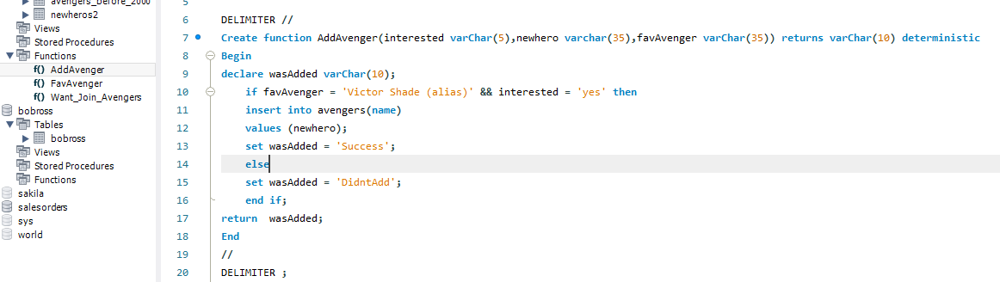 avengers_before_2000
newheros2
Views
Stored Procedures
Functions
f() AddAvenger
f() FavAvenger
f() Want_Join_Avengers
bobross
Tables
bobross
Views
Stored Procedures
Functions
sakila
salesorders
sys
world
5
6 DELIMITER //
7 Create function AddAvenger(interested varChar(5),newhero varchar(35),favAvenger varChar(35)) returns varChar(10) deterministic
8 Begin
9 declare wasAdded varChar(10);
10 if favAvenger = 'Victor Shade (alias)' && interested = 'yes' then
11 insert into avengers(name)
12 values (newhero);
13 set wasAdded = 'Success';
14 else
15 set wasAdded = 'DidntAdd';
16 end if;
17 return  wasAdded;
18 End
19 //
20 DELIMITER ;